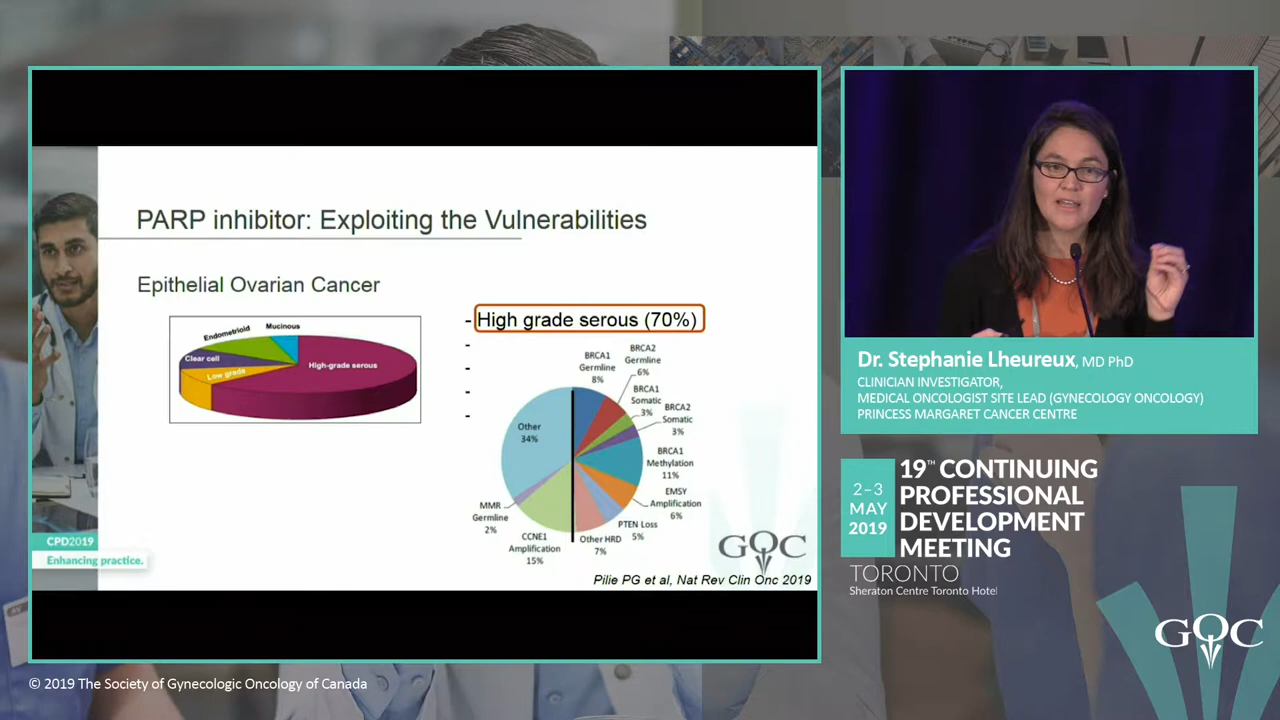 PARP inhibitor: Exploiting the Vulnerabilities
Epithelial Ovarian Cancer
Mucinous
Endometrioid
Clear cell
Low grade
High-grade serous
- High grade serous (70%)
-
-
-
-
BRCA1
Germline
8%
BRCA2
Germline
6%
BRCA1
Somatic
3%
BRCA2
Somatic
3%
BRCA1
Methylation
11%
EMSY
Amplification
6%
PTEN Loss
5%
Other HRD
7%
CCNE1
Amplification
15%
MMR
Germline
2%
Other
34%
GOC
Pilie PG et al, Nat Rev Clin Onc 2019
CPD2019
Enhancing practice.
Dr. Stephanie Lheureux, MD PhD
CLINICIAN INVESTIGATOR,
MEDICAL ONCOLOGIST SITE LEAD (GYNECOLOGY ONCOLOGY)
PRINCESS MARGARET CANCER CENTRE
2–3
MAY
2019
19TH CONTINUING
PROFESSIONAL
DEVELOPMENT
MEETING
TORONTO
Sheraton Centre Toronto Hotel
GOC
© 2019 The Society of Gynecologic Oncology of Canada